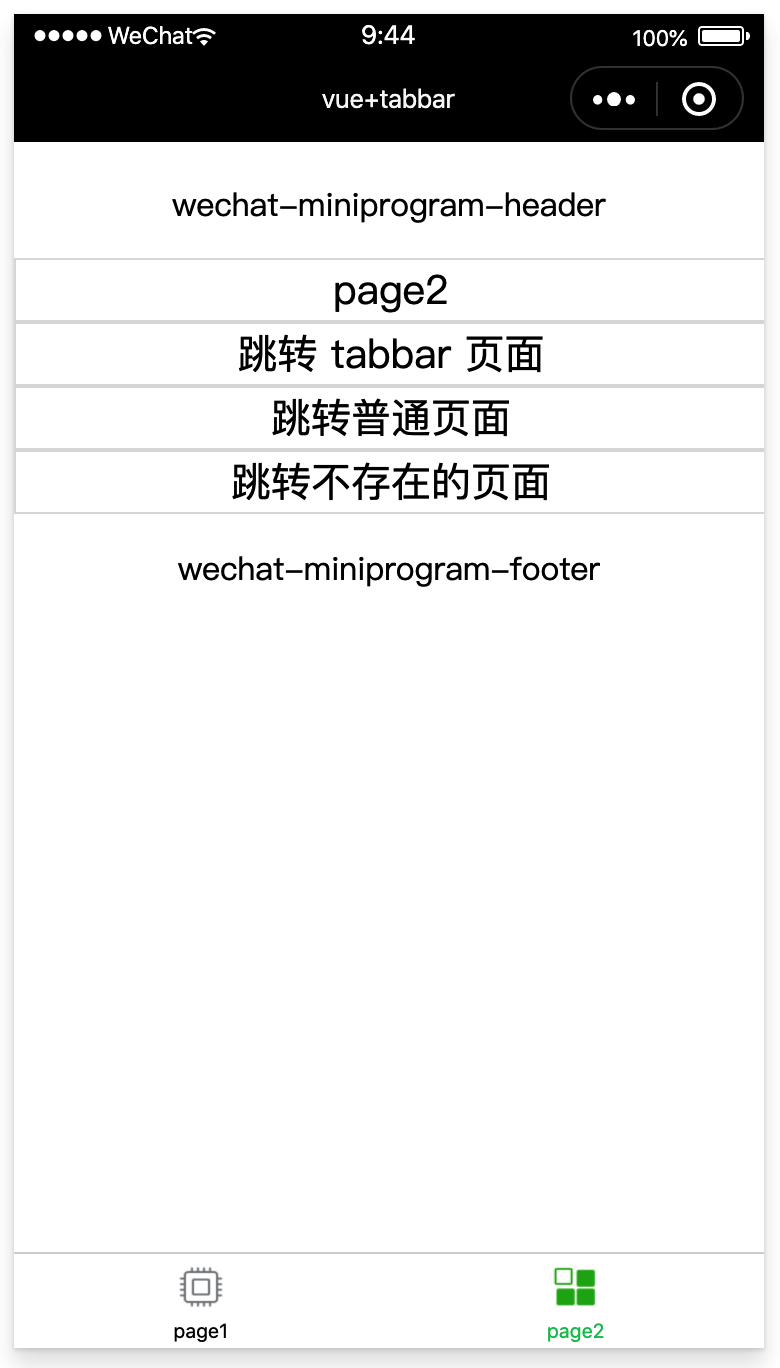 WeChat 9:44 100%
vue+tabbar
wechat-miniprogram-header
page2
跳转 tabbar 页面
跳转普通页面
跳转不存在的页面
wechat-miniprogram-footer
page1 page2